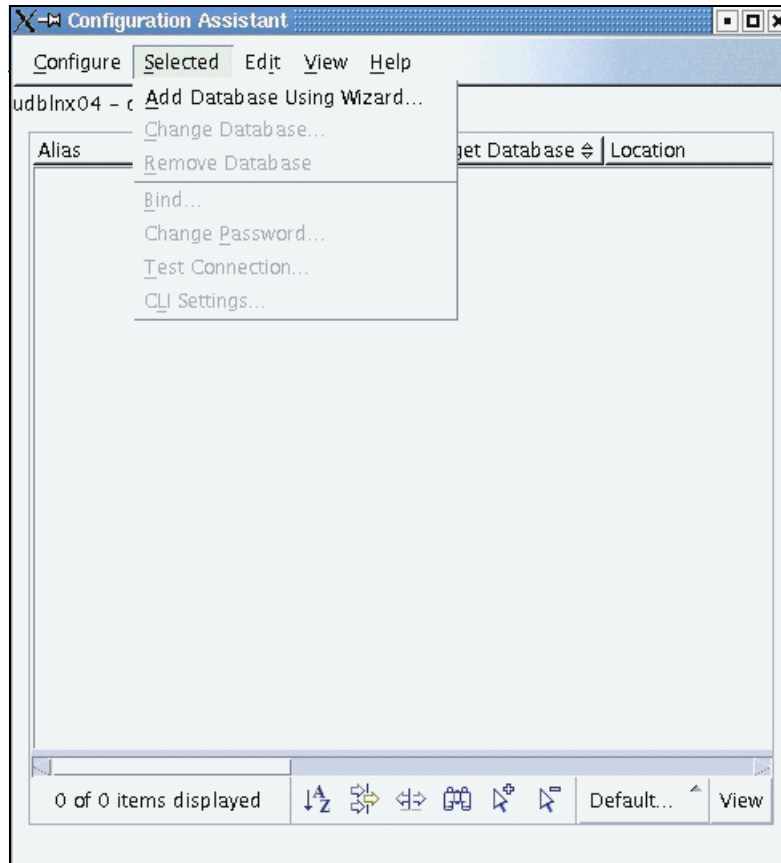 Configuration Assistant
Configure Selected Edit View Help
udblnx04 -
Add Database Using Wizard...
Change Database...
Remove Database
Bind...
Change Password...
Test Connection...
CLI Settings...
Alias Database Location
0 of 0 items displayed Default... View